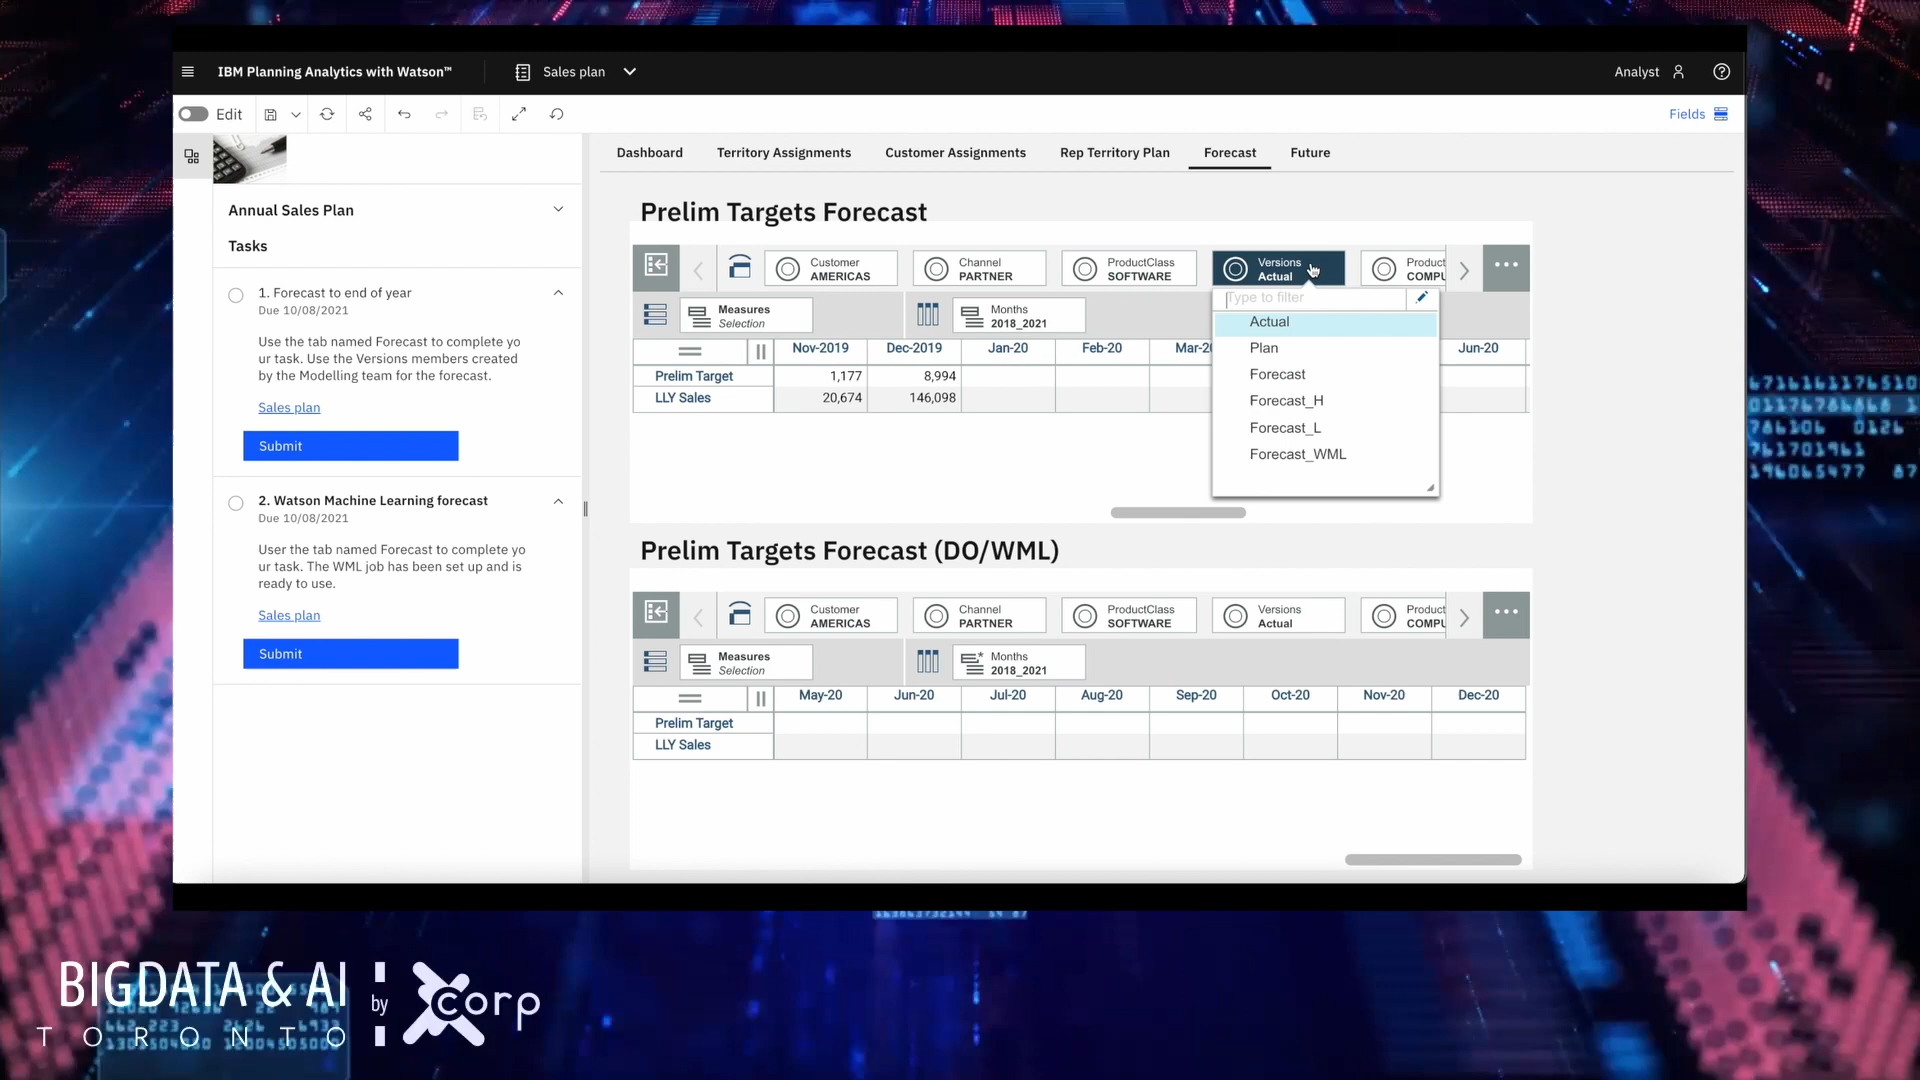 IBM Planning Analytics with Watson™
Sales plan
Analyst
Edit
Fields
Dashboard
Territory Assignments
Customer Assignments
Rep Territory Plan
Forecast
Future
Annual Sales Plan
Tasks
1. Forecast to end of year
Due 10/08/2021
Use the tab named Forecast to complete yo
ur task. Use the Versions members created
by the Modelling team for the forecast.
Sales plan
Submit
2. Watson Machine Learning forecast
Due 10/08/2021
User the tab named Forecast to complete yo
ur task. The WML job has been set up and is
ready to use.
Sales plan
Submit
Prelim Targets Forecast
Customer
AMERICAS
Channel
PARTNER
ProductClass
SOFTWARE
Versions
Actual
Product
COMPU
Measures
Selection
Months
2018_2021
Type to filter
Actual
Plan
Forecast
Forecast_H
Forecast_L
Forecast_WML
Nov-2019 Dec-2019 Jan-20 Feb-20 Mar-2 Jun-20
Prelim Target 1,177 8,994
LLY Sales 20,674 146,098
Prelim Targets Forecast (DO/WML)
Customer
AMERICAS
Channel
PARTNER
ProductClass
SOFTWARE
Versions
Actual
Product
COMPU
Measures
Selection
Months
2018_2021
May-20 Jun-20 Jul-20 Aug-20 Sep-20 Oct-20 Nov-20 Dec-20
Prelim Target
LLY Sales
BIGDATA & AI
TORONTO
by
corp